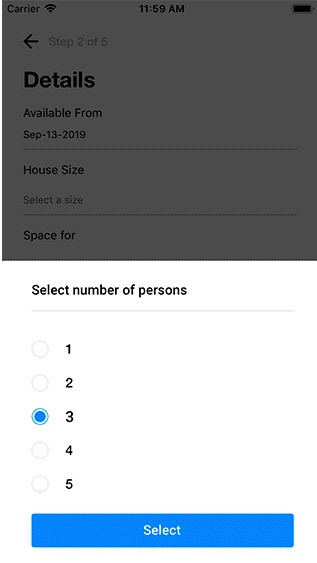 Carrier 11:59 AM
Step 2 of 5
Details
Available From
Sep-13-2019
House Size
Select a size
Space for
Select number of persons
1
2
3
4
5
Select